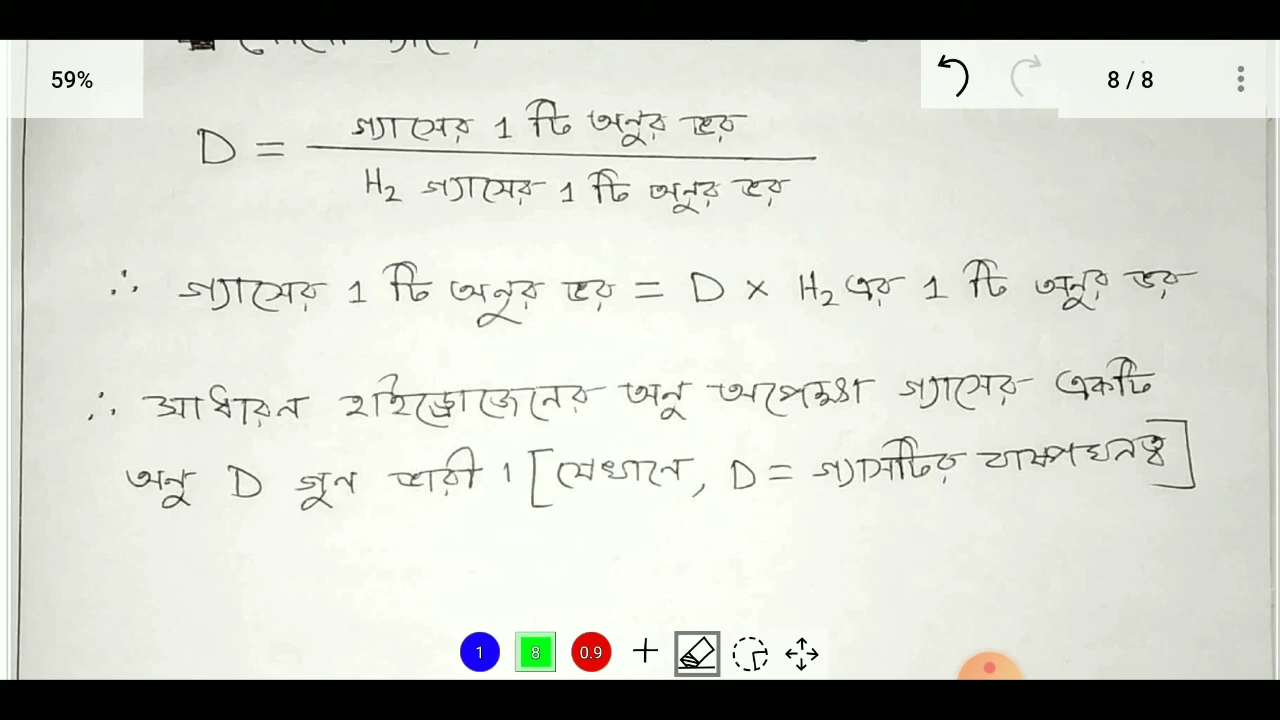 59%
8 / 8
গ্যাসের 1 টি অনুর ভর
D =
H₂ গ্যাসের 1 টি অনুর ভর
∴ গ্যাসের 1 টি অনুর ভর = D × H₂ এর 1 টি অনুর ভর
∴ সাধারন হাইড্রোজেনের অনু অপেক্ষা গ্যাসের একটি
অনু D গুন ভারী । [যেখানে, D = গ্যাসটির বাষ্পঘনত্ব]
1 8 0.9